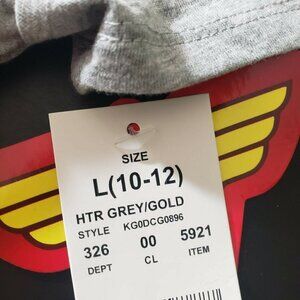 SIZE
L(10-12)
HTR GREY/GOLD
STYLE KG0DCG0896
326 00 5921
DEPT CL ITEM